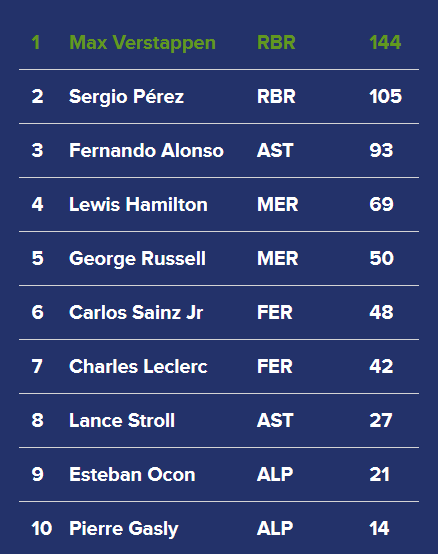 1 Max Verstappen RBR 144
2 Sergio Pérez RBR 105
3 Fernando Alonso AST 93
4 Lewis Hamilton MER 69
5 George Russell MER 50
6 Carlos Sainz Jr FER 48
7 Charles Leclerc FER 42
8 Lance Stroll AST 27
9 Esteban Ocon ALP 21
10 Pierre Gasly ALP 14